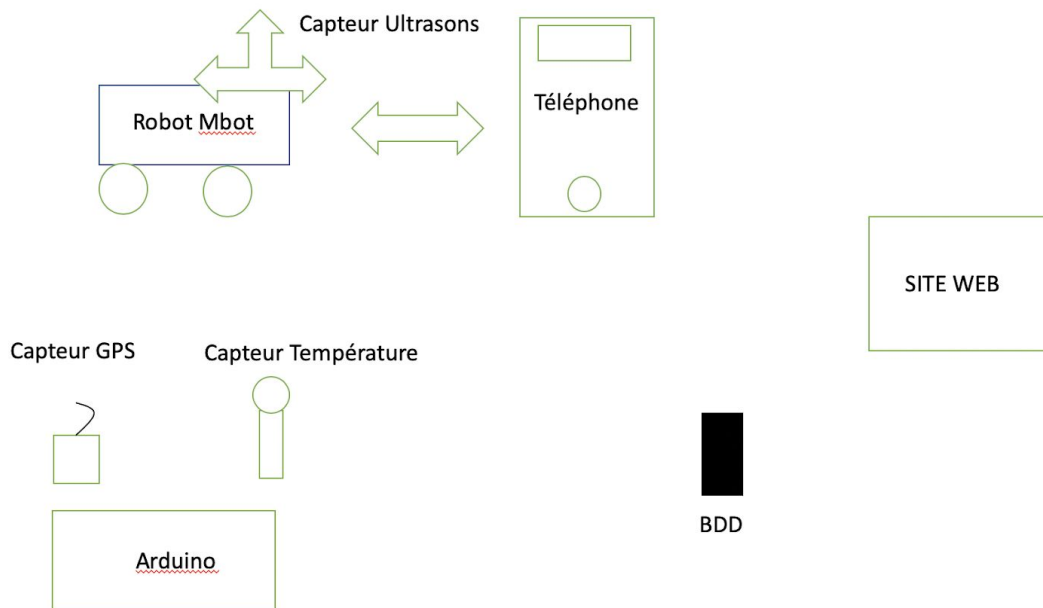 Capteur Ultrasons
Robot Mbot
Téléphone
SITE WEB
Capteur GPS
Capteur Température
BDD
Arduino